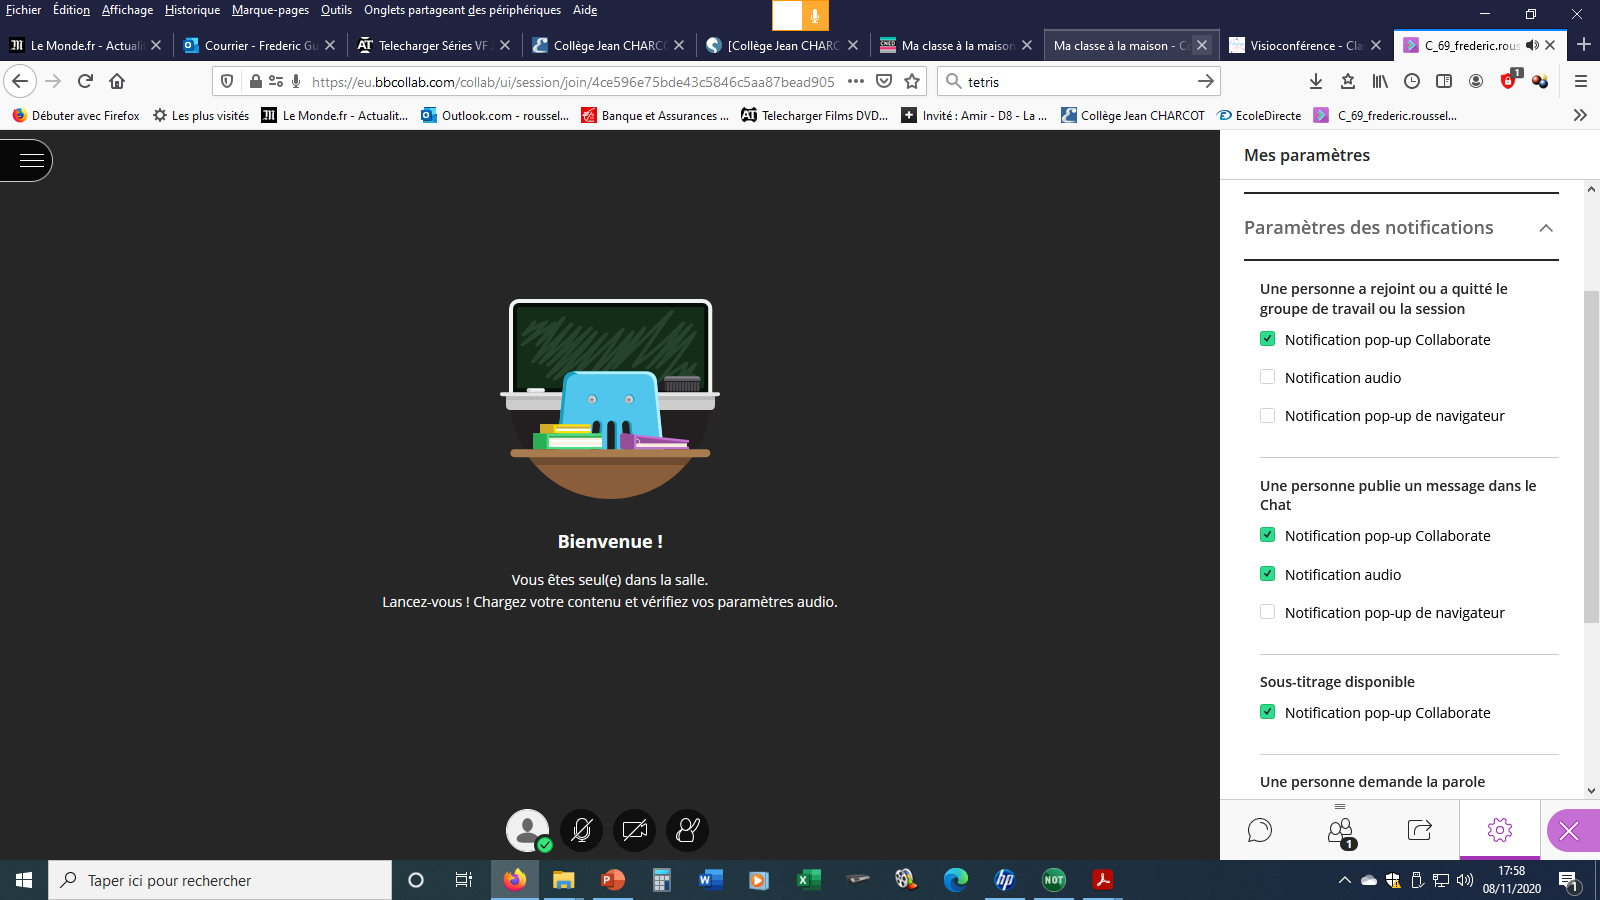 Fichier Édition Affichage Historique Marque-pages Outils Onglets partageant des périphériques Aide
Le Monde.fr - Actuali
Courrier - Frederic Gu
Telecharger Séries VF
Collège Jean CHARCO
[Collège Jean CHARC
Ma classe à la maison
Ma classe à la maison - Co
Visioconférence - Clas
C_69_frederic.rous
https://eu.bbcollab.com/collab/ui/session/join/4ce596e75bde43c5846c5aa87bead905
tetris
1
Débuter avec Firefox
Les plus visités
Le Monde.fr - Actualit...
Outlook.com - roussel...
Banque et Assurances ...
Telecharger Films DVD...
Invité : Amir - D8 - La ...
Collège Jean CHARCOT
EcoleDirecte
C_69_frederic.roussel...
Mes paramètres
Paramètres des notifications
Une personne a rejoint ou a quitté le
groupe de travail ou la session
Notification pop-up Collaborate
Notification audio
Notification pop-up de navigateur
Une personne publie un message dans le
Chat
Notification pop-up Collaborate
Notification audio
Notification pop-up de navigateur
Sous-titrage disponible
Notification pop-up Collaborate
Une personne demande la parole
Bienvenue !
Vous êtes seul(e) dans la salle.
Lancez-vous ! Chargez votre contenu et vérifiez vos paramètres audio.
1
Taper ici pour rechercher
NOT
17:58
08/11/2020
1